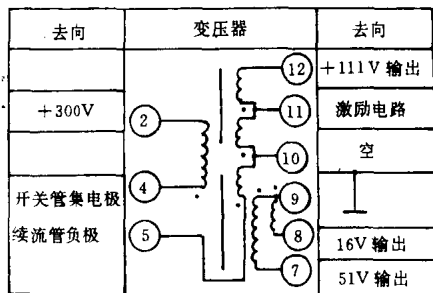 去向 变压器 去向
12 +111V 输出
+300V 2 11 激励电路
10 空
4 9
开关管集电极
续流管负极 5 8 16V 输出
7 51V 输出